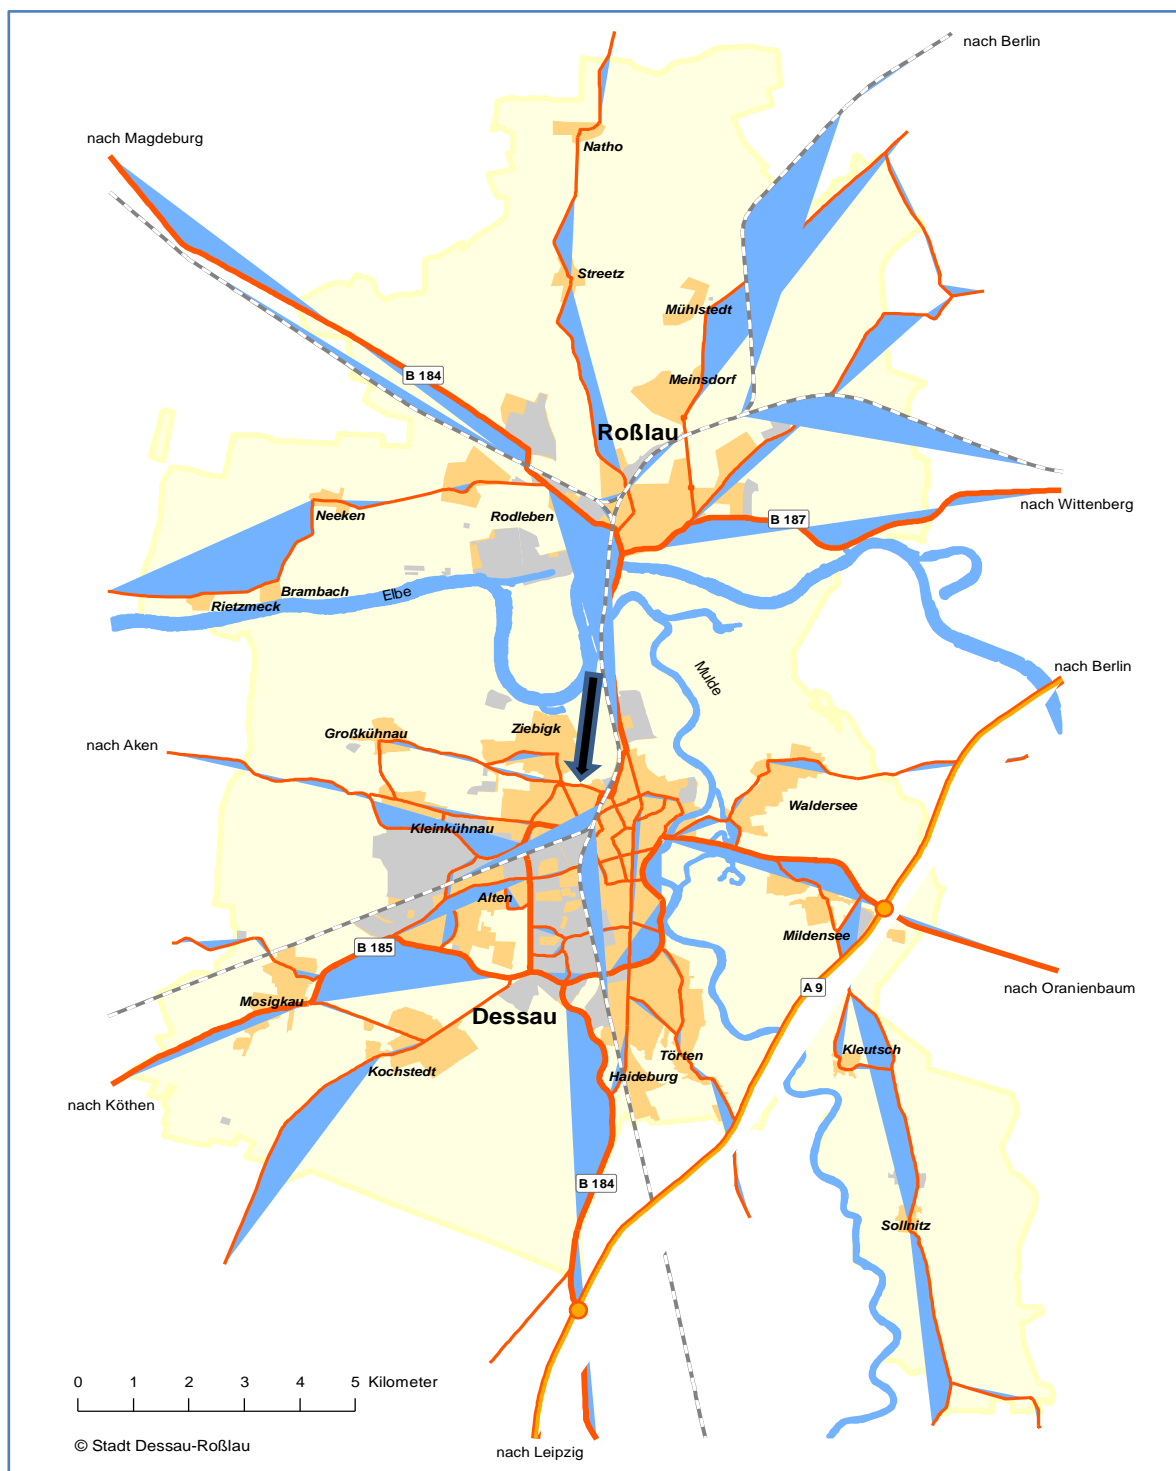 nach Berlin
nach Magdeburg
Natho
Streetz
Mühlstedt
B 184
Meinsdorf
Roßlau
nach Wittenberg
Neeken
Rodleben
B 187
Brambach
Elbe
Rietzmeck
nach Berlin
Mulde
Großkühnau
Ziebigk
nach Aken
Waldersee
Kleinkühnau
Alten
Mildensee
B 185
A 9
nach Oranienbaum
Mosigkau
Dessau
Kleutsch
Törten
Kochstedt
Haideburg
nach Köthen
B 184
Sollnitz
0 1 2 3 4 5 Kilometer
© Stadt Dessau-Roßlau
nach Leipzig